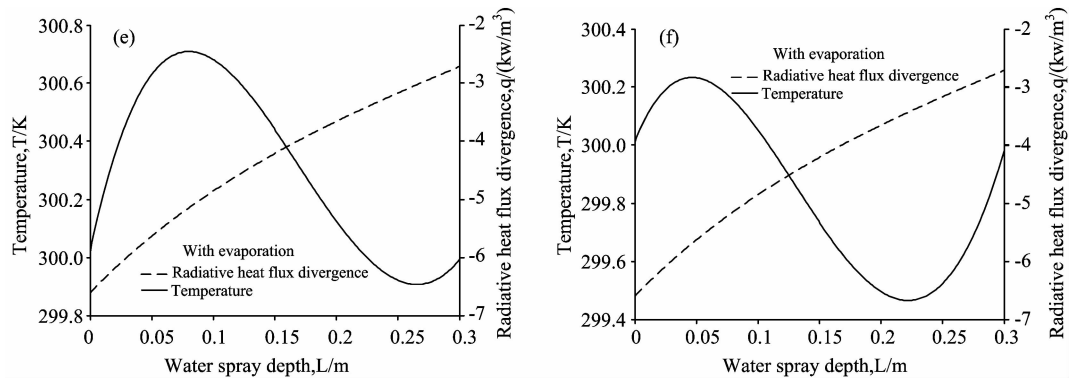 (e)
300.8
300.6
300.4
300.2
300.0
299.8
Temperature,T/K
With evaporation
Radiative heat flux divergence
Temperature
-2
-3
-4
-5
-6
-7
Radiative heat flux divergence,q/(kw/m³)
0
0.05
0.1
0.15
0.2
0.25
0.3
Water spray depth,L/m
(f)
300.4
300.2
300.0
299.8
299.6
299.4
Temperature,T/K
With evaporation
Radiative heat flux divergence
Temperature
-2
-3
-4
-5
-6
-7
Radiative heat flux divergence,q/(kw/m³)
0
0.05
0.1
0.15
0.2
0.25
0.3
Water spray depth,L/m